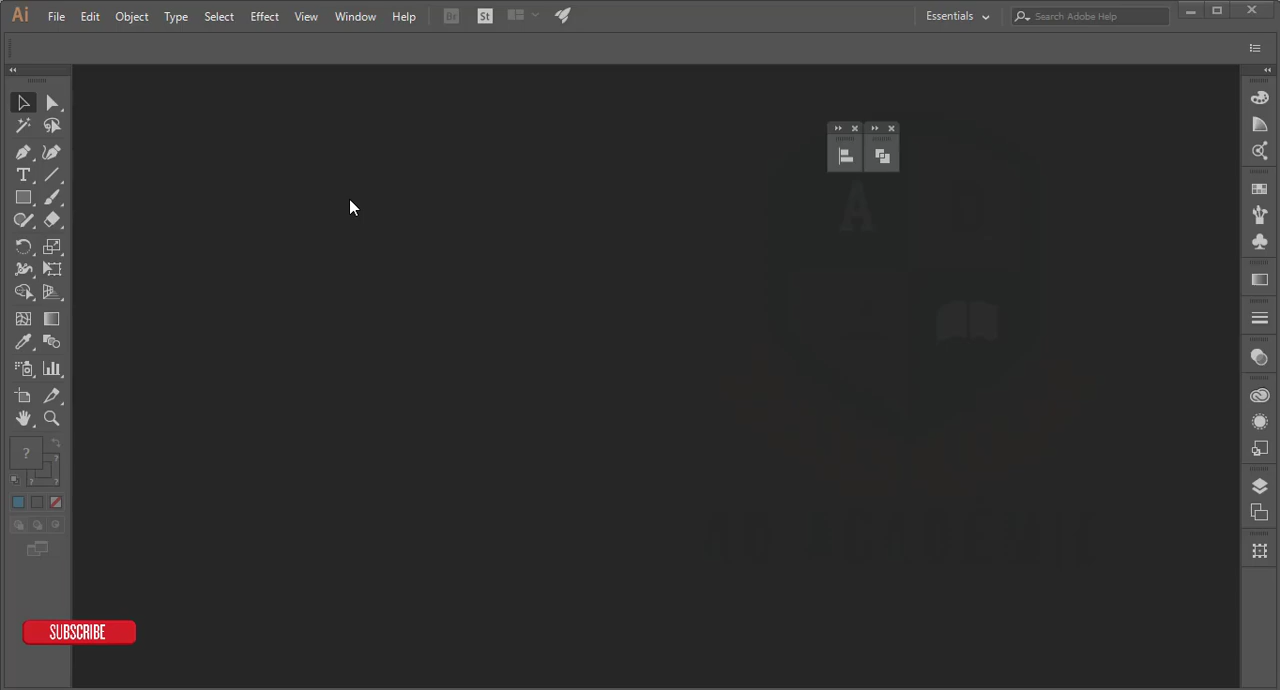 Ai File Edit Object Type Select Effect View Window Help Br St Essentials Search Adobe Help
A
? ?
? ?
SUBSCRIBE